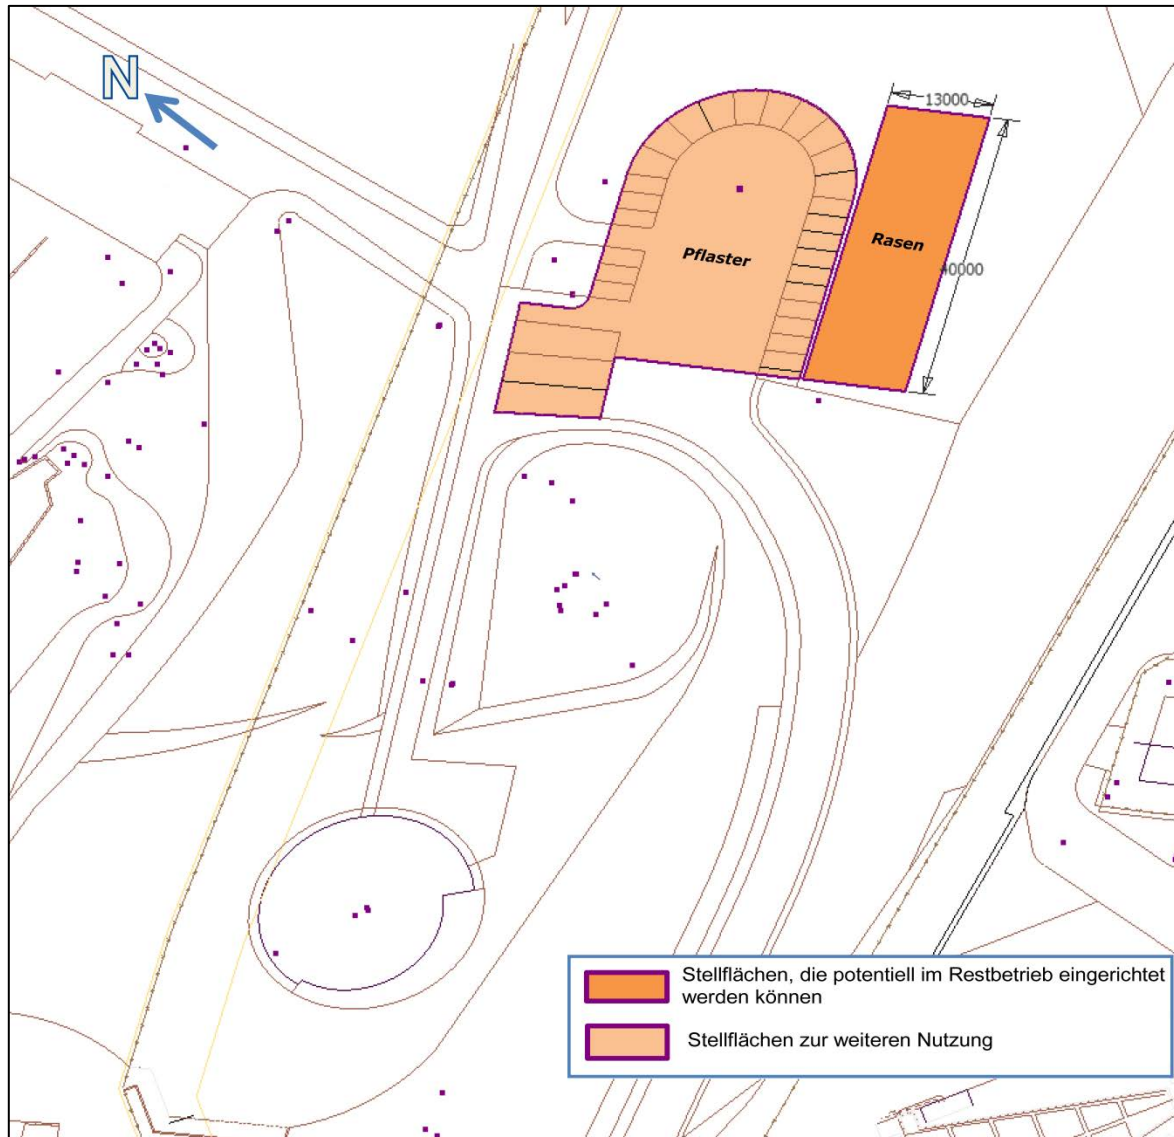 N
13000
Pflaster
Rasen
40000
Stellflächen, die potentiell im Restbetrieb eingerichtet
werden können
Stellflächen zur weiteren Nutzung